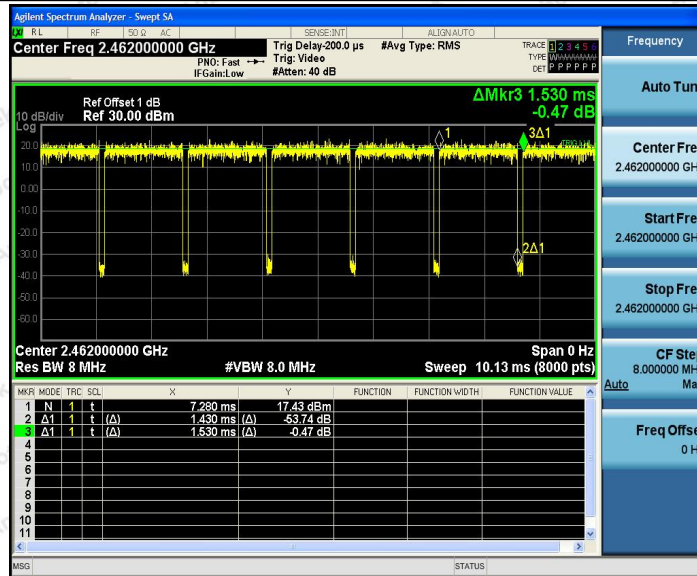 Agilent Spectrum Analyzer - Swept SA
LXI RL RF 50 Ω AC SENSE:INT ALIGN AUTO
Center Freq 2.462000000 GHz
PNO: Fast
IFGain:Low
Trig Delay-200.0 µs
Trig: Video
#Atten: 40 dB
#Avg Type: RMS
TRACE 1 2 3 4 5 6
TYPE
DET P P P P P P
Ref Offset 1 dB
Ref 30.00 dBm
10 dB/div
Log
ΔMkr3 1.530 ms
-0.47 dB
20.0
10.0
0.00
-10.0
-20.0
-30.0
-40.0
-50.0
-60.0
1
3Δ1
2Δ1
Center 2.462000000 GHz
Span 0 Hz
Res BW 8 MHz
#VBW 8.0 MHz
Sweep 10.13 ms (8000 pts)
MKR MODE TRC SCL X Y FUNCTION FUNCTION WIDTH FUNCTION VALUE
1 N 1 t 7.280 ms 17.43 dBm
2 Δ1 1 t (Δ) 1.430 ms (Δ) -53.74 dB
3 Δ1 1 t (Δ) 1.530 ms (Δ) -0.47 dB
4
5
6
7
8
9
10
11
MSG
STATUS
Frequency
Auto Tun
Center Fre
2.462000000 GH
Start Fre
2.462000000 GH
Stop Fre
2.462000000 GH
CF Ste
8.000000 MH
Auto Ma
Freq Offse
0 H